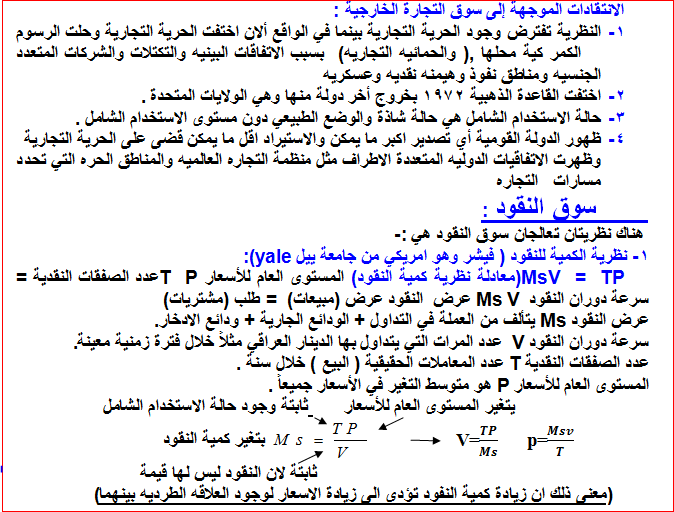 الانتقادات الموجهة إلى سوق التجارة الخارجية :
١- النظرية تفترض وجود الحرية التجارية بينما في الواقع ألان اختفت الحرية التجارية وحلت الرسوم
الكمر كية محلها ,( والحمائيه التجاريه) بسبب الاتفاقات البينيه والتكتلات والشركات المتعدد
الجنسيه ومناطق نفوذ وهيمنه نقديه وعسكريه
٢- اختفت القاعدة الذهبية ١٩٧٢ بخروج أخر دولة منها وهي الولايات المتحدة .
٣- حالة الاستخدام الشامل هي حالة شاذة والوضع الطبيعي دون مستوى الاستخدام الشامل .
٤- ظهور الدولة القومية أي تصدير اكبر ما يمكن والاستيراد اقل ما يمكن قضى على الحرية التجارية
وظهرت الاتفاقيات الدوليه المتعددة الاطراف مثل منظمة التجاره العالميه والمناطق الحره التي تحدد
مسارات التجاره
سوق النقود :
هناك نظريتان تعالجان سوق النقود هي :-
١- نظرية الكمية للنقود ( فيشر وهو امريكي من جامعة ييل yale):
MsV = TP(معادلة نظرية كمية النقود) المستوى العام للأسعار T P عدد الصفقات النقدية =
سرعة دوران النقود Ms V عرض النقود عرض (مبيعات) = طلب (مشتريات)
عرض النقود Ms يتألف من العملة في التداول + الودائع الجارية + ودائع الادخار.
سرعة دوران النقود V عدد المرات التي يتداول بها الدينار العراقي مثلاً خلال فترة زمنية معينة.
عدد الصفقات النقدية T عدد المعاملات الحقيقية ( البيع ) خلال سنة .
المستوى العام للأسعار P هو متوسط التغير في الأسعار جميعاً .
يتغير المستوى العام للأسعار ثابتة وجود حالة الاستخدام الشامل
بتغير كمية النقود M s = TP/V → V=TP/Ms p=Msv/T
ثابتة لان النقود ليس لها قيمة
(معنى ذلك ان زيادة كمية النفود تؤدى الى زيادة الاسعار لوجود العلاقه الطرديه بينهما)